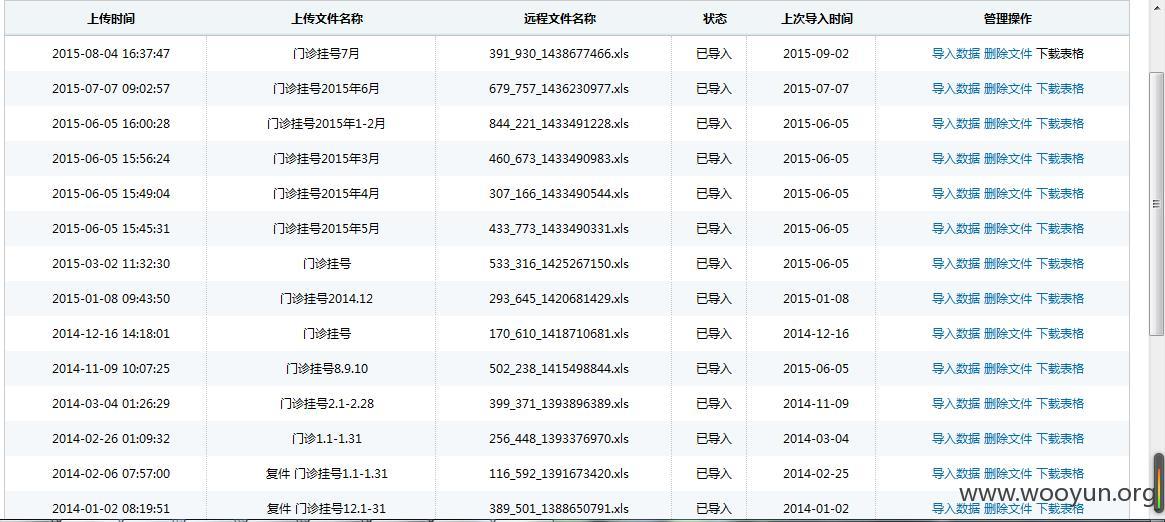 上传时间 上传文件名称 远程文件名称 状态 上次导入时间 管理操作
2015-08-04 16:37:47 门诊挂号7月 391_930_1438677466.xls 已导入 2015-09-02 导入数据 删除文件 下载表格
2015-07-07 09:02:57 门诊挂号2015年6月 679_757_1436230977.xls 已导入 2015-07-07 导入数据 删除文件 下载表格
2015-06-05 16:00:28 门诊挂号2015年1-2月 844_221_1433491228.xls 已导入 2015-06-05 导入数据 删除文件 下载表格
2015-06-05 15:56:24 门诊挂号2015年3月 460_673_1433490983.xls 已导入 2015-06-05 导入数据 删除文件 下载表格
2015-06-05 15:49:04 门诊挂号2015年4月 307_166_1433490544.xls 已导入 2015-06-05 导入数据 删除文件 下载表格
2015-06-05 15:45:31 门诊挂号2015年5月 433_773_1433490331.xls 已导入 2015-06-05 导入数据 删除文件 下载表格
2015-03-02 11:32:30 门诊挂号 533_316_1425267150.xls 已导入 2015-06-05 导入数据 删除文件 下载表格
2015-01-08 09:43:50 门诊挂号2014.12 293_645_1420681429.xls 已导入 2015-01-08 导入数据 删除文件 下载表格
2014-12-16 14:18:01 门诊挂号 170_610_1418710681.xls 已导入 2014-12-16 导入数据 删除文件 下载表格
2014-11-09 10:07:25 门诊挂号8.9.10 502_238_1415498844.xls 已导入 2015-06-05 导入数据 删除文件 下载表格
2014-03-04 01:26:29 门诊挂号2.1-2.28 399_371_1393896389.xls 已导入 2014-11-09 导入数据 删除文件 下载表格
2014-02-26 01:09:32 门诊1.1-1.31 256_448_1393376970.xls 已导入 2014-03-04 导入数据 删除文件 下载表格
2014-02-06 07:57:00 复件 门诊挂号1.1-1.31 116_592_1391673420.xls 已导入 2014-02-25 导入数据 删除文件 下载表格
2014-01-02 08:19:51 复件 门诊挂号12.1-31 389_501_1388650791.xls 已导入 2014-01-02 导入数据 删除文件 下载表格
www.wooyun.org